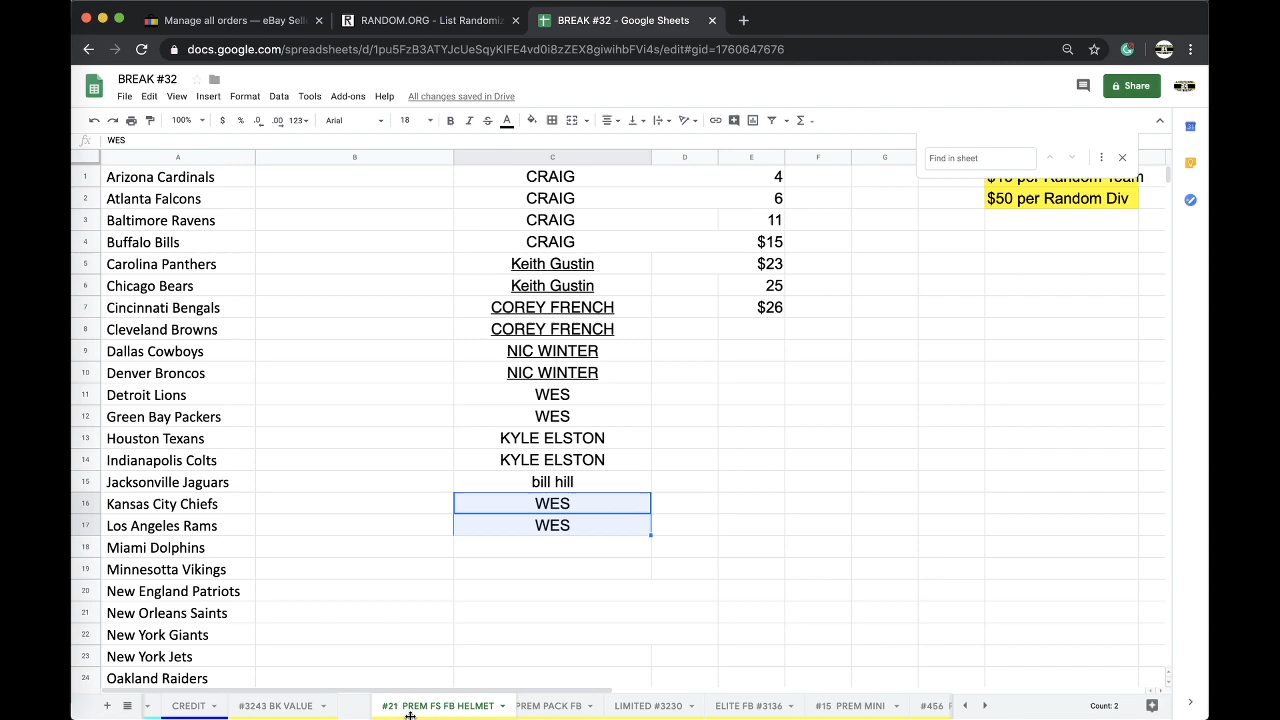 Manage all orders — eBay Sell
RANDOM.ORG - List Randomiz
BREAK #32 - Google Sheets
docs.google.com/spreadsheets/d/1pu5FzB3ATYJcUeSqyKlFE4vd0i8zZEX8giwihbFVi4s/edit#gid=1760647676
BREAK #32
File Edit View Insert Format Data Tools Add-ons Help All changes saved in Drive
Share
100% $ % .0 .00 123 Arial 18 B I S A
fx WES
Find in sheet
A B C D E F G
1 Arizona Cardinals CRAIG 4
2 Atlanta Falcons CRAIG 6 $50 per Random Div
3 Baltimore Ravens CRAIG 11
4 Buffalo Bills CRAIG $15
5 Carolina Panthers Keith Gustin $23
6 Chicago Bears Keith Gustin 25
7 Cincinnati Bengals COREY FRENCH $26
8 Cleveland Browns COREY FRENCH
9 Dallas Cowboys NIC WINTER
10 Denver Broncos NIC WINTER
11 Detroit Lions WES
12 Green Bay Packers WES
13 Houston Texans KYLE ELSTON
14 Indianapolis Colts KYLE ELSTON
15 Jacksonville Jaguars bill hill
16 Kansas City Chiefs WES
17 Los Angeles Rams WES
18 Miami Dolphins
19 Minnesotta Vikings
20 New England Patriots
21 New Orleans Saints
22 New York Giants
23 New York Jets
24 Oakland Raiders
CREDIT #3243 BK VALUE #21 PREM FS FB HELMET PREM PACK FB LIMITED #3230 ELITE FB #3136 #15 PREM MINI #456 Count: 2